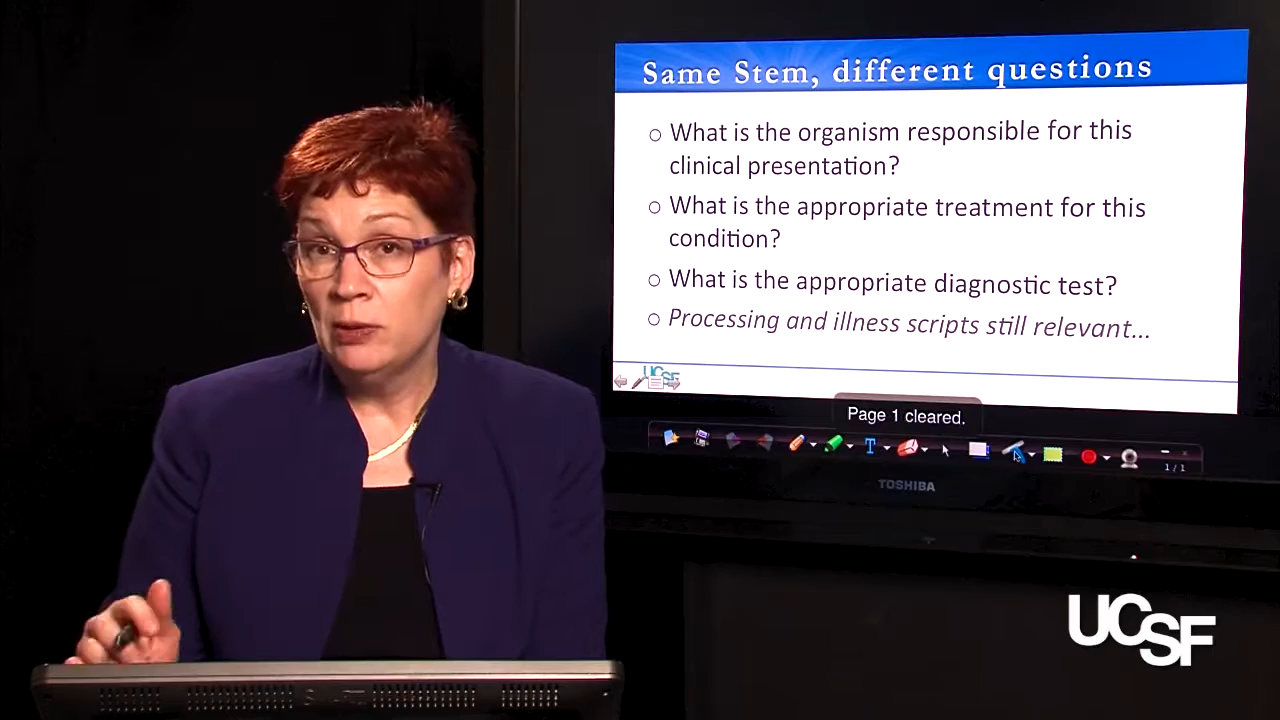 Same Stem, different questions
What is the organism responsible for this
clinical presentation?
What is the appropriate treatment for this
condition?
What is the appropriate diagnostic test?
Processing and illness scripts still relevant...
UCSF
Page 1 cleared.
T
1 / 1
TOSHIBA
UCSF